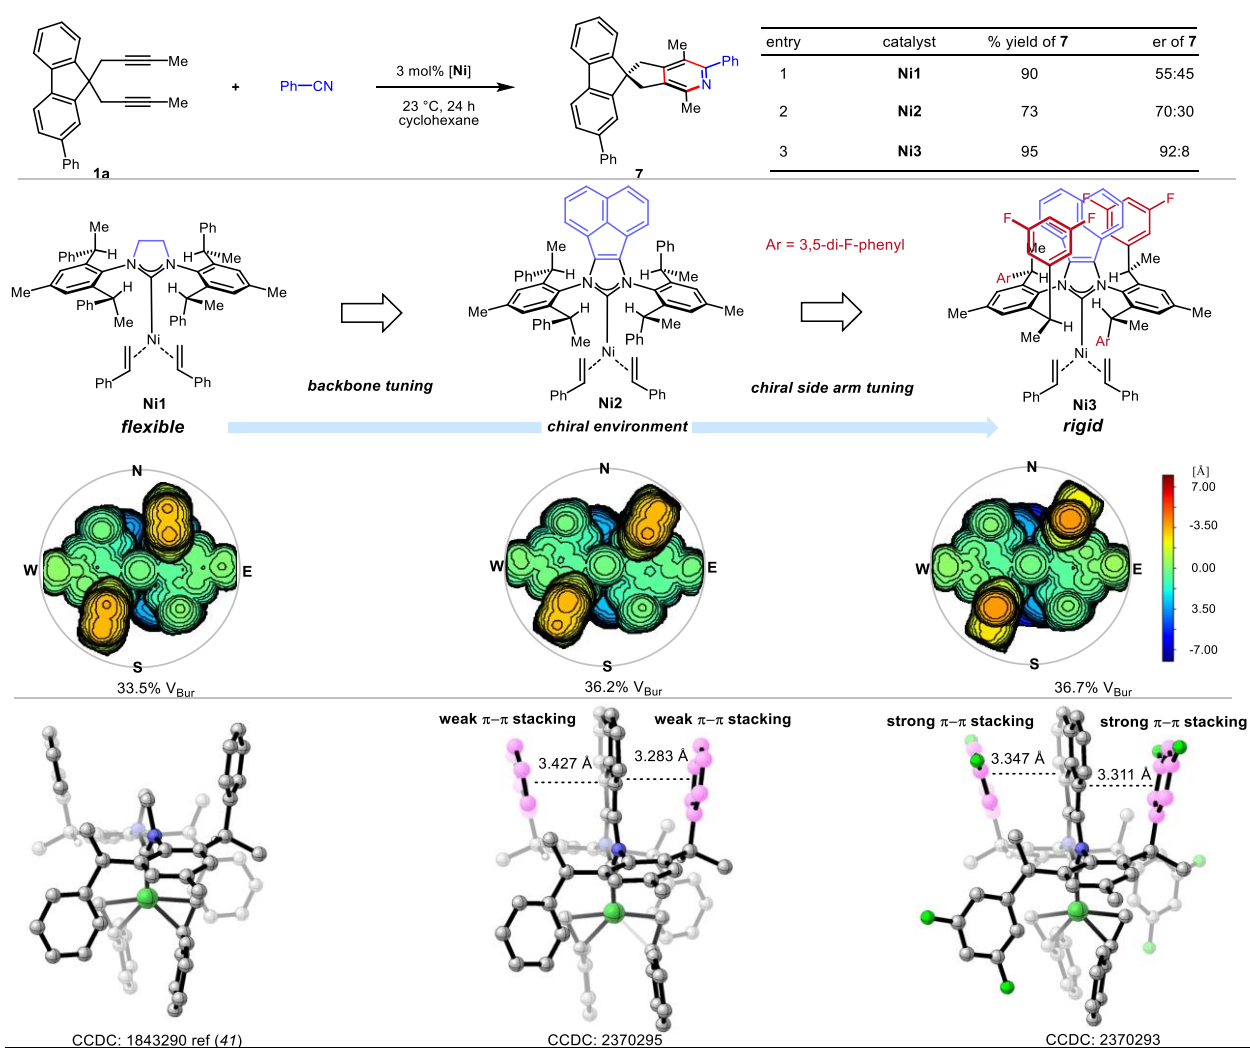 Me
Me
1a
Ph
+
Ph—CN
3 mol% [Ni]
23 °C, 24 h
cyclohexane
Me
Ph
N
Me
Ph
7
entry catalyst % yield of 7 er of 7
1 Ni1 90 55:45
2 Ni2 73 70:30
3 Ni3 95 92:8
Me Ph
Ph H H Me
N N
Me Me
Ph H H Me
Me Ph
Ni
Ph Ph
Ni1
flexible
backbone tuning
Me Ph
Ph H H Me
N N
Me Me
Ph H H Me
Me Ph
Ni
Ph Ph
Ni2
chiral environment
Ar = 3,5-di-F-phenyl
chiral side arm tuning
F F F F
Me Me
Ar H H
N N
Me Me
H H
Me Me
Ar
Ni
Ph Ph
Ni3
rigid
N
W E
S
33.5% VBur
N
W E
S
36.2% VBur
N
W E
S
36.7% VBur
[Å]
7.00
-3.50
0.00
3.50
-7.00
weak π−π stacking weak π−π stacking
3.427 Å 3.283 Å
strong π−π stacking strong π−π stacking
3.347 Å 3.311 Å
CCDC: 1843290 ref (41)
CCDC: 2370295
CCDC: 2370293